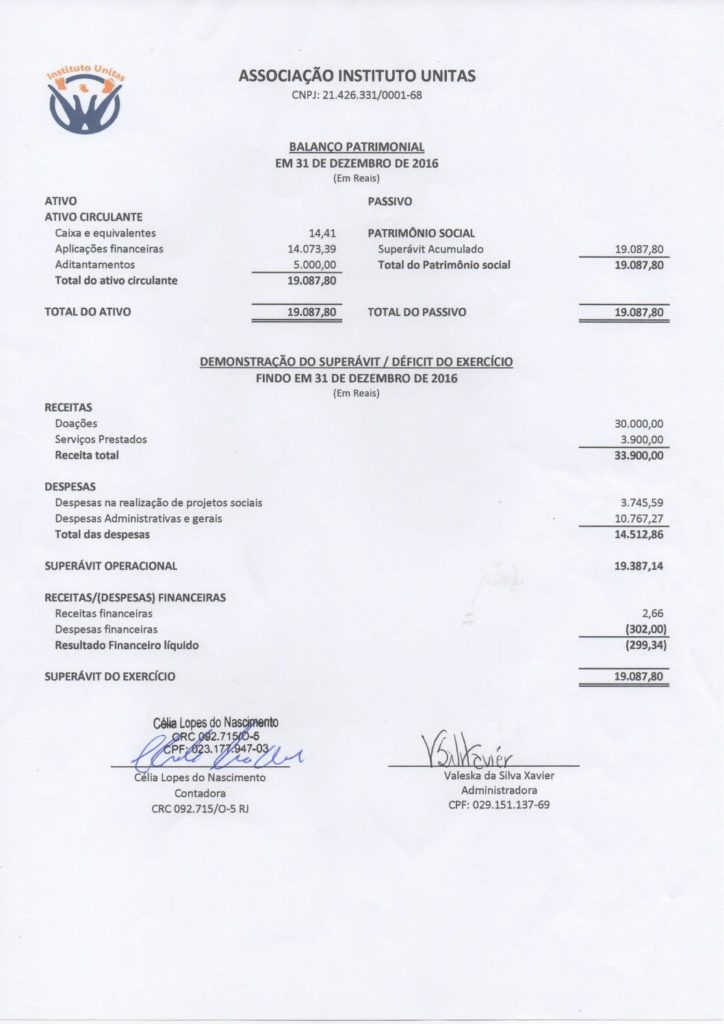 Instituto Unitas
ASSOCIAÇÃO INSTITUTO UNITAS
CNPJ: 21.426.331/0001-68
BALANÇO PATRIMONIAL
EM 31 DE DEZEMBRO DE 2016
(Em Reais)
ATIVO PASSIVO
ATIVO CIRCULANTE
Caixa e equivalentes 14,41 PATRIMÔNIO SOCIAL
Aplicações financeiras 14.073,39 Superávit Acumulado 19.087,80
Aditantamentos 5.000,00 Total do Patrimônio social 19.087,80
Total do ativo circulante 19.087,80
TOTAL DO ATIVO 19.087,80 TOTAL DO PASSIVO 19.087,80
DEMONSTRAÇÃO DO SUPERÁVIT / DÉFICIT DO EXERCÍCIO
FINDO EM 31 DE DEZEMBRO DE 2016
(Em Reais)
RECEITAS
Doações 30.000,00
Serviços Prestados 3.900,00
Receita total 33.900,00
DESPESAS
Despesas na realização de projetos sociais 3.745,59
Despesas Administrativas e gerais 10.767,27
Total das despesas 14.512,86
SUPERÁVIT OPERACIONAL 19.387,14
RECEITAS/(DESPESAS) FINANCEIRAS
Receitas financeiras 2,66
Despesas financeiras (302,00)
Resultado Financeiro líquido (299,34)
SUPERÁVIT DO EXERCÍCIO 19.087,80
Célia Lopes do Nascimento
CRC 092.715/O-5
CPF: 023.177.947-03
VSilXavier
Célia Lopes do Nascimento Valeska da Silva Xavier
Contadora Administradora
CRC 092.715/O-5 RJ CPF: 029.151.137-69